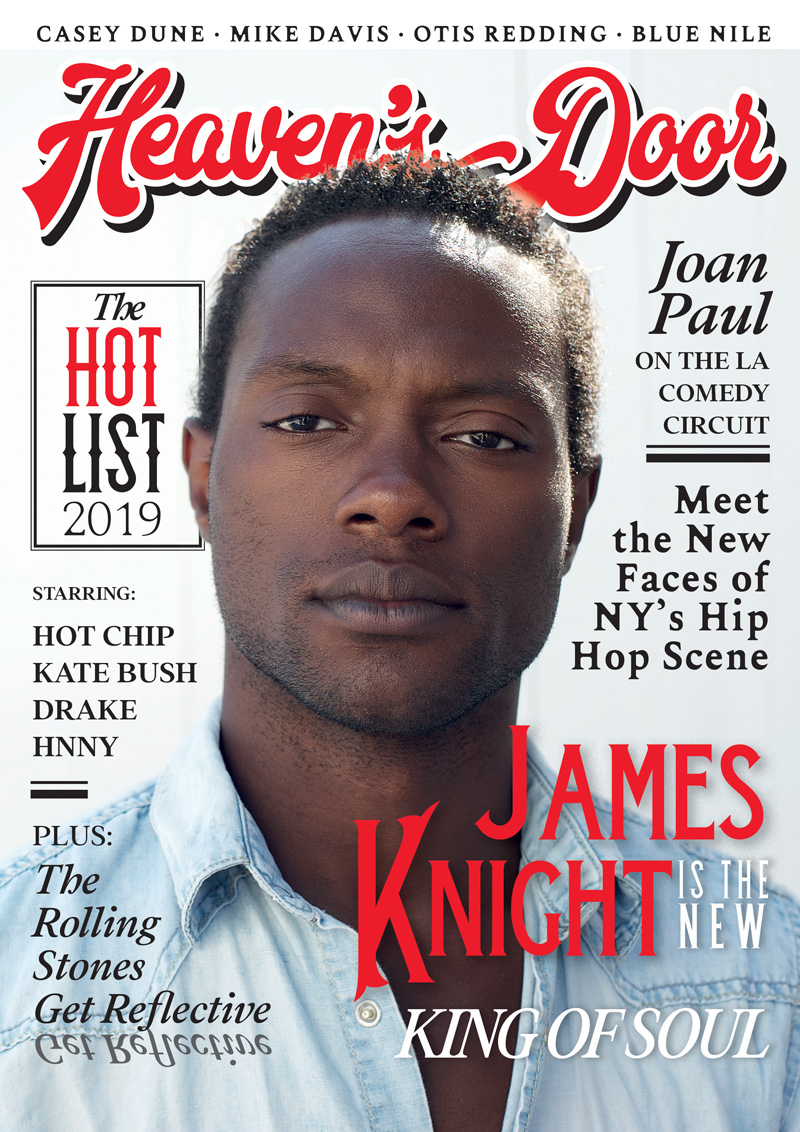 CASEY DUNE · MIKE DAVIS · OTIS REDDING · BLUE NILE
Heaven's Door
The
HOT
LIST
2019
STARRING:
HOT CHIP
KATE BUSH
DRAKE
HNNY
PLUS:
The
Rolling
Stones
Get Reflective
Get Reflective
Joan
Paul
ON THE LA
COMEDY
CIRCUIT
Meet
the New
Faces of
NY's Hip
Hop Scene
JAMES
KNIGHT IS THE
NEW
KING OF SOUL